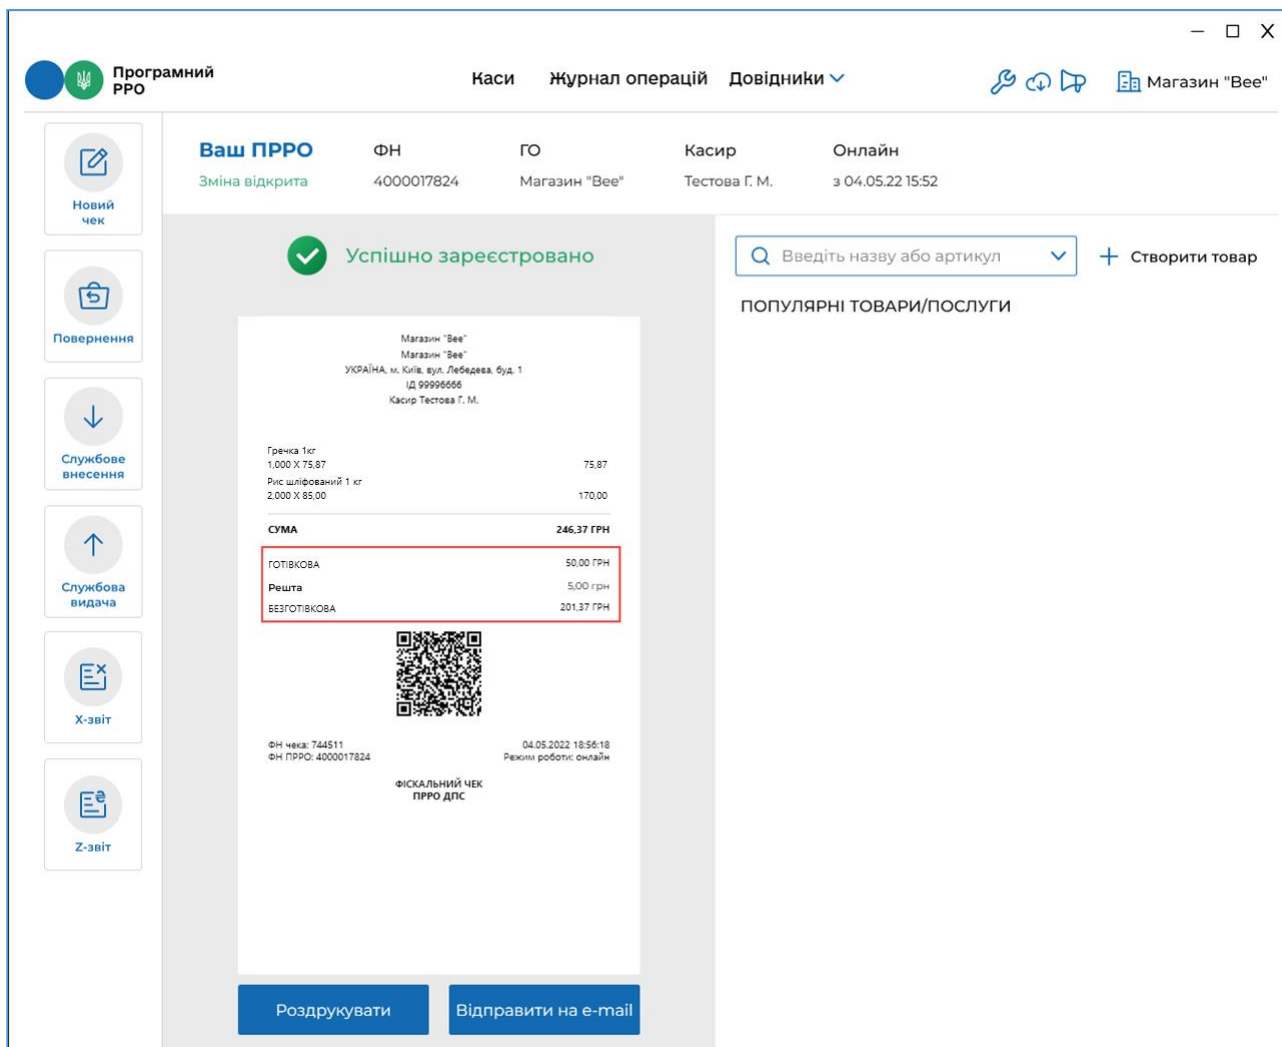 Програмний
РРО
Каси Журнал операцій Довідники Магазин "Bee"
Новий
чек
Повернення
Службове
внесення
Службова
видача
X-звіт
Z-звіт
Ваш ПРРО ФН ГО Касир Онлайн
Зміна відкрита 4000017824 Магазин "Bee" Тестова Г. М. з 04.05.22 15:52
Успішно зареєстровано
Магазин "Bee"
Магазин "Bee"
УКРАЇНА, м. Київ, вул. Лебедева, буд. 1
ІД 99996666
Касир Тестова Г. М.
Гречка 1кг
1,000 X 75,87 75,87
Рис шліфований 1 кг
2,000 X 85,00 170,00
СУМА 246,37 ГРН
ГОТІВКОВА 50,00 ГРН
Решта 5,00 грн
БЕЗГОТІВКОВА 201,37 ГРН
ФН чека: 744511 04.05.2022 18:56:18
ФН ПРРО: 4000017824 Режим роботи: онлайн
ФІСКАЛЬНИЙ ЧЕК
ПРРО ДПС
Роздрукувати Відправити на e-mail
Введіть назву або артикул Створити товар
ПОПУЛЯРНІ ТОВАРИ/ПОСЛУГИ